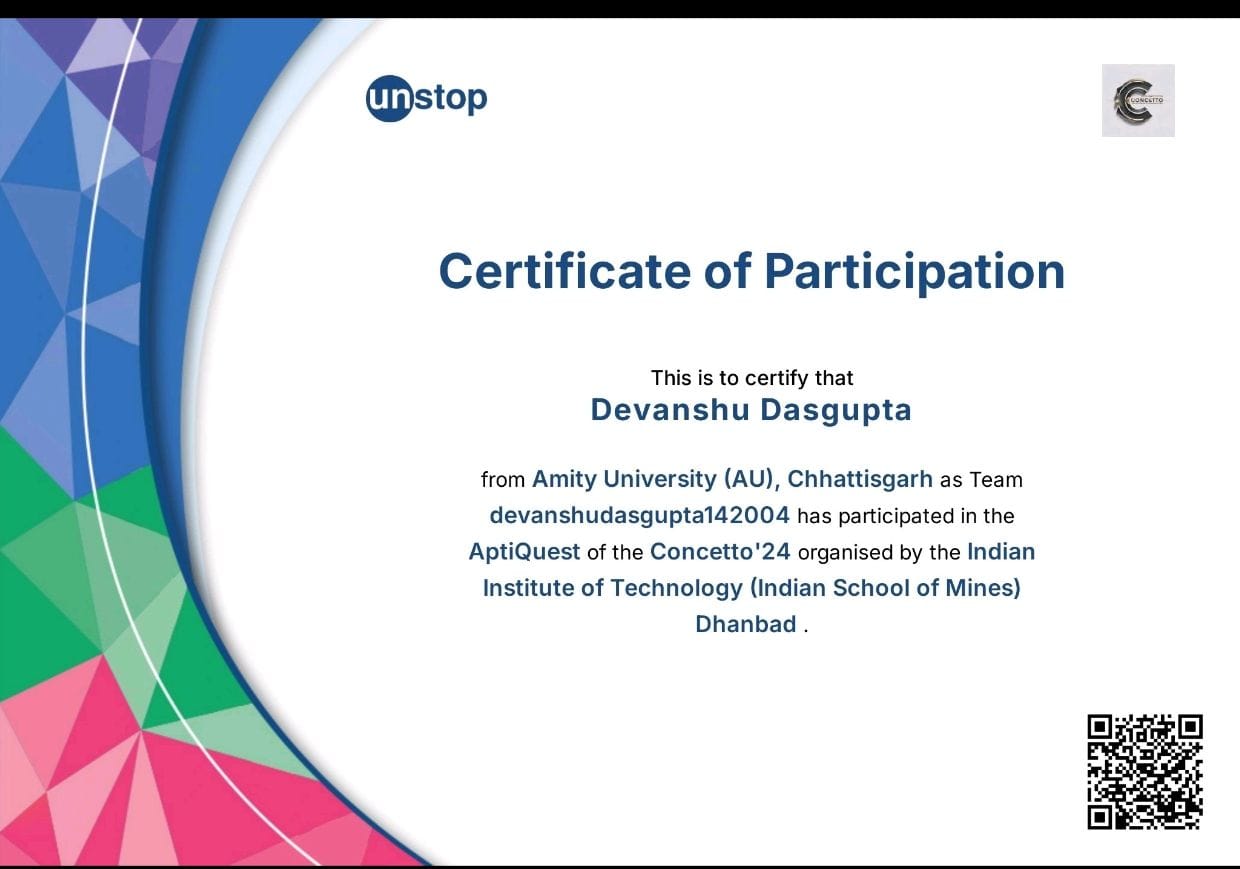 unstop
CONCETTO
Certificate of Participation
This is to certify that
Devanshu Dasgupta
from Amity University (AU), Chhattisgarh as Team
devanshudasgupta142004 has participated in the
AptiQuest of the Concetto'24 organised by the Indian
Institute of Technology (Indian School of Mines)
Dhanbad .